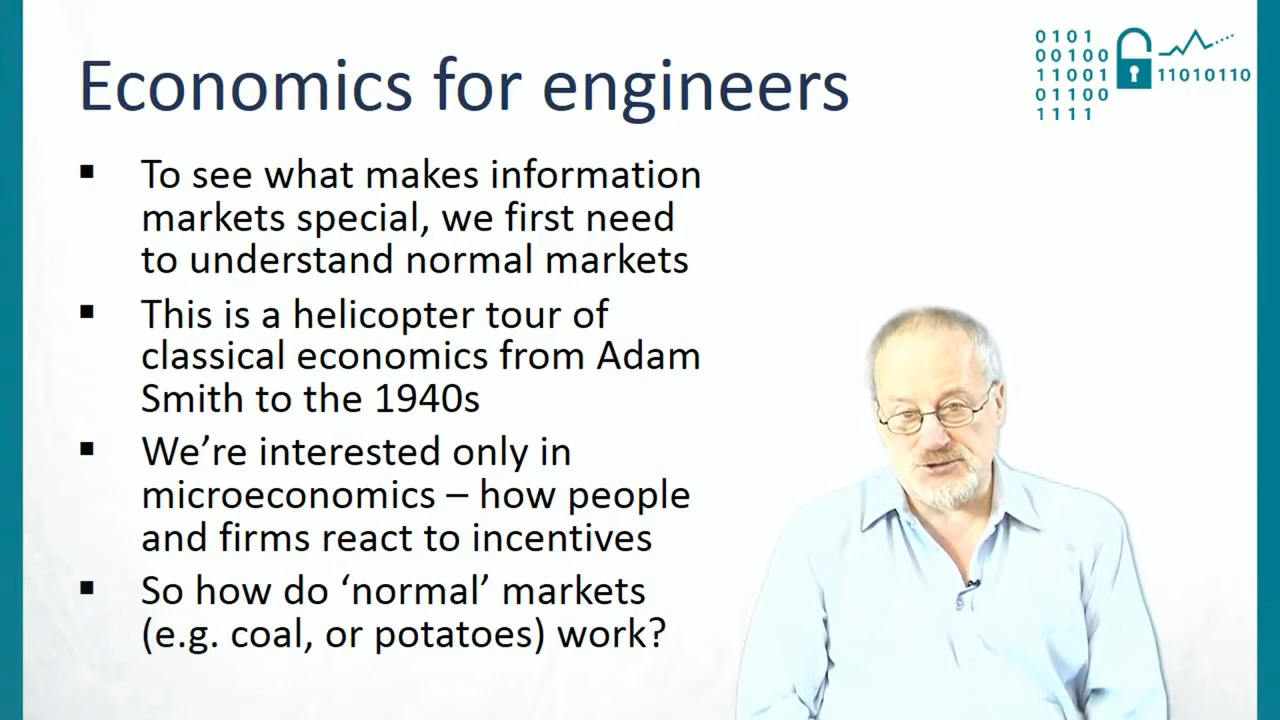 Economics for engineers
0101
00100
11001
01100
1111
11010110
▪ To see what makes information
markets special, we first need
to understand normal markets
▪ This is a helicopter tour of
classical economics from Adam
Smith to the 1940s
▪ We’re interested only in
microeconomics – how people
and firms react to incentives
▪ So how do ‘normal’ markets
(e.g. coal, or potatoes) work?